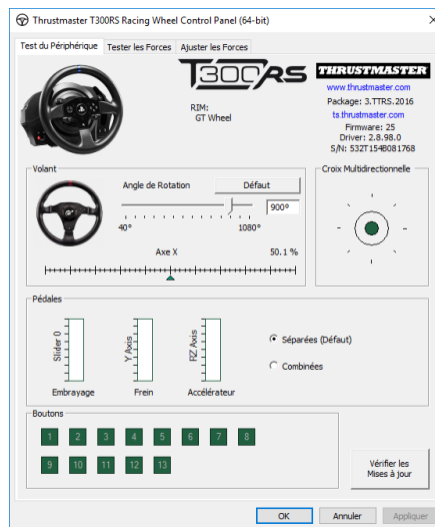 Thrustmaster T300RS Racing Wheel Control Panel (64-bit)
Test du Périphérique
Tester les Forces
Ajuster les Forces
T300RS
THRUSTMASTER
www.thrustmaster.com
RIM:
GT Wheel
Package: 3.TTRS.2016
ts.thrustmaster.com
Firmware: 25
Driver: 2.8.98.0
S/N: 532T154B081768
Volant
Croix Multidirectionnelle
Angle de Rotation
Défaut
900°
40°
1080°
Axe X
50.1 %
Pédales
Slider 0
Y Axis
RZ Axis
Séparées (Défaut)
Combinées
Embrayage
Frein
Accélérateur
Boutons
1 2 3 4 5 6 7 8
9 10 11 12 13
Vérifier les
Mises à jour
OK
Annuler
Appliquer